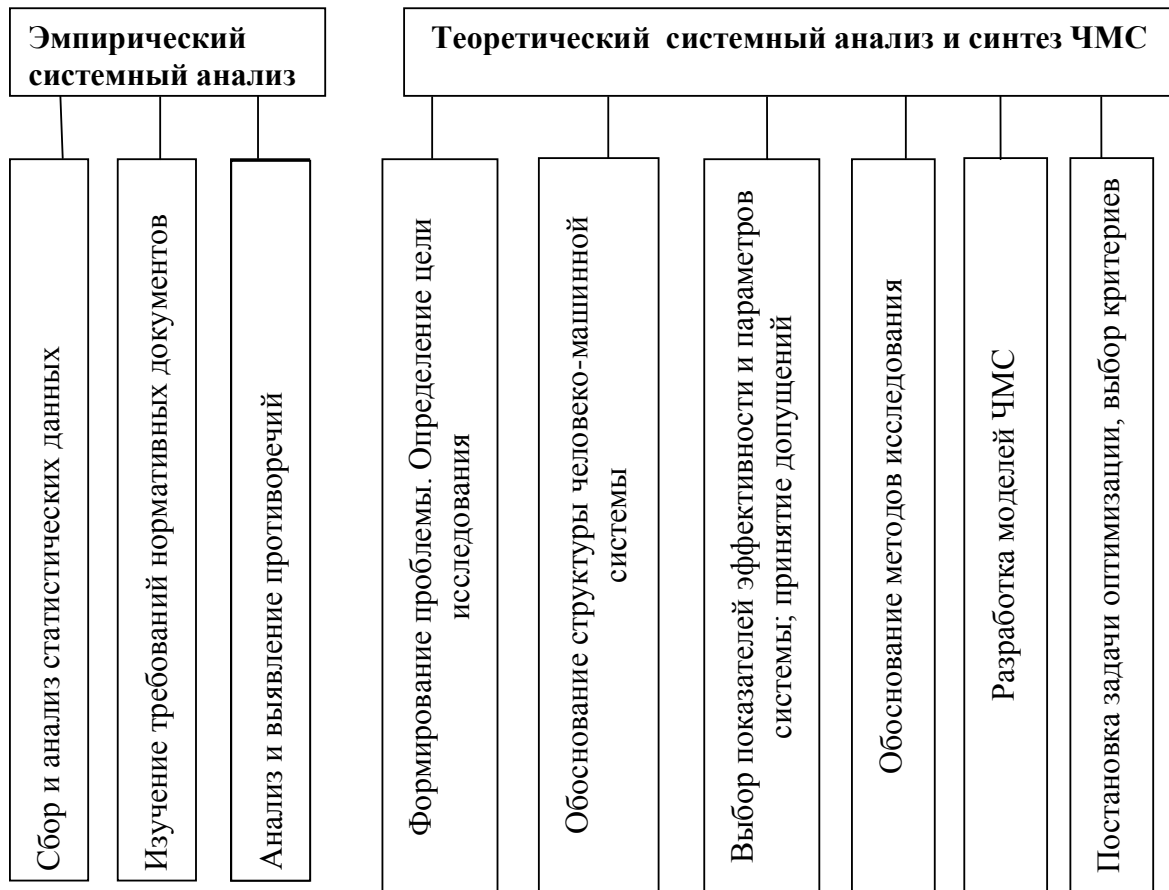 Эмпирический
системный анализ
Теоретический системный анализ и синтез ЧМС
Сбор и анализ статистических данных
Изучение требований нормативных документов
Анализ и выявление противоречий
Формирование проблемы. Определение цели
исследования
Обоснование структуры человеко-машинной
системы
Выбор показателей эффективности и параметров
системы; принятие допущений
Обоснование методов исследования
Разработка моделей ЧМС
Постановка задачи оптимизации, выбор критериев